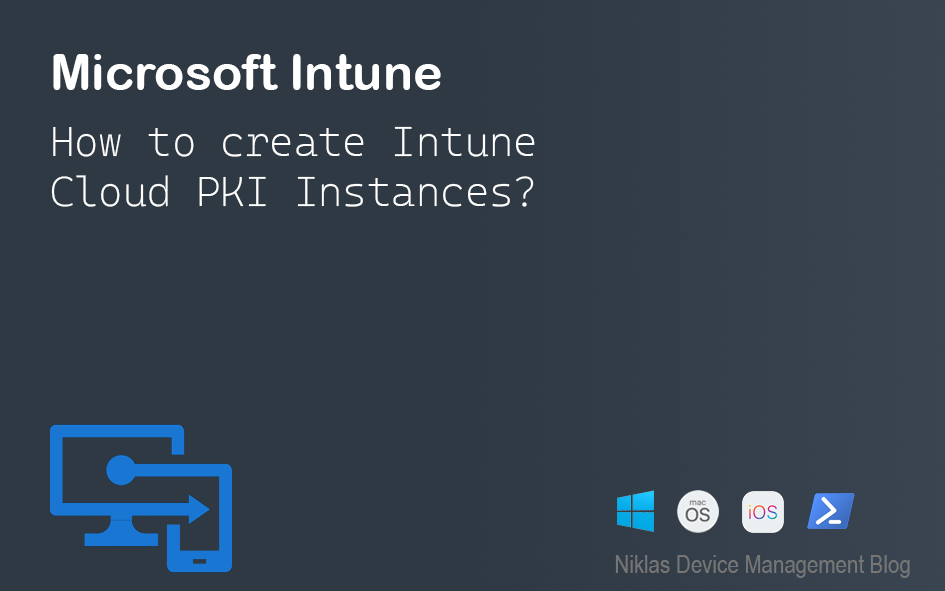 Microsoft Intune
How to create Intune
Cloud PKI Instances?
mac
OS
iOS
Niklas Device Management Blog